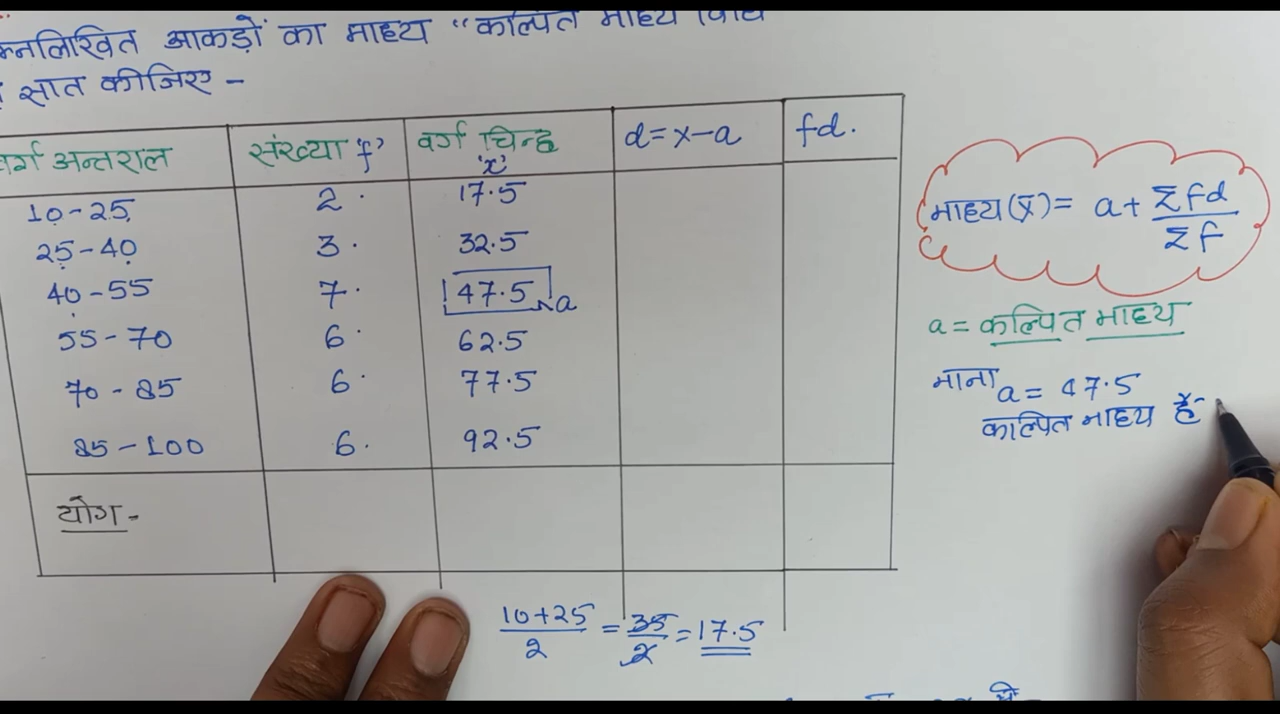 आकड़ों का माध्य "कल्पित माध्य विधि
कीजिए -
वर्ग अन्तराल संख्या 'f' वर्ग चिन्ह 'x' d=x-a fd.
10-25 2 17.5
25-40 3 32.5
40-55 7 47.5 a
55-70 6 62.5
70-85 6 77.5
85-100 6 92.5
योग-
10+25/2 = 35/2 = 17.5
माध्य (x̄) = a+ Σfd/Σf
a = कल्पित माध्य
माना a = 47.5
कल्पित माध्य है-